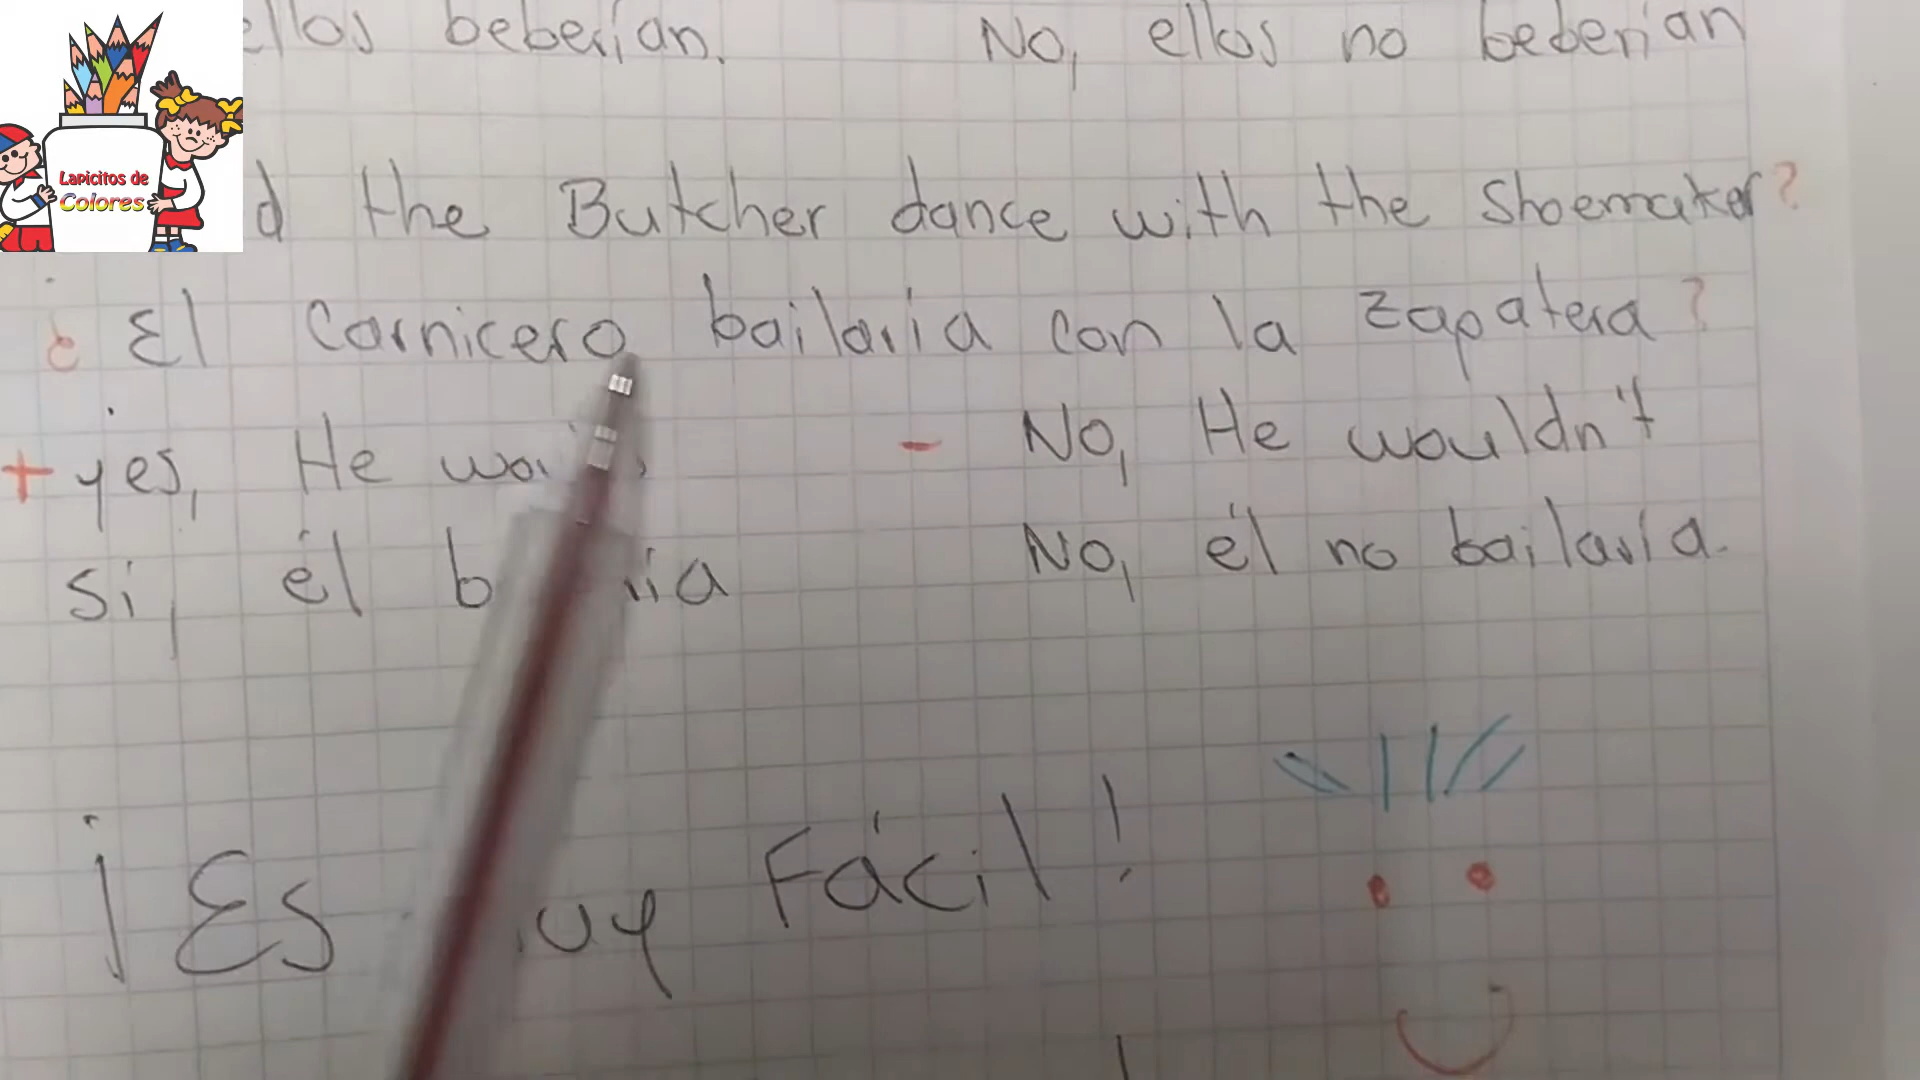 ellos beberían. No, ellos no beberían
Lapicitos de
Colores
the Butcher dance with the Shoemaker?
¿El Carnicero bailaría con la zapatera?
+ yes, He - No, He wouldn't
si, él No, él no bailaría.
¡Es Fácil!